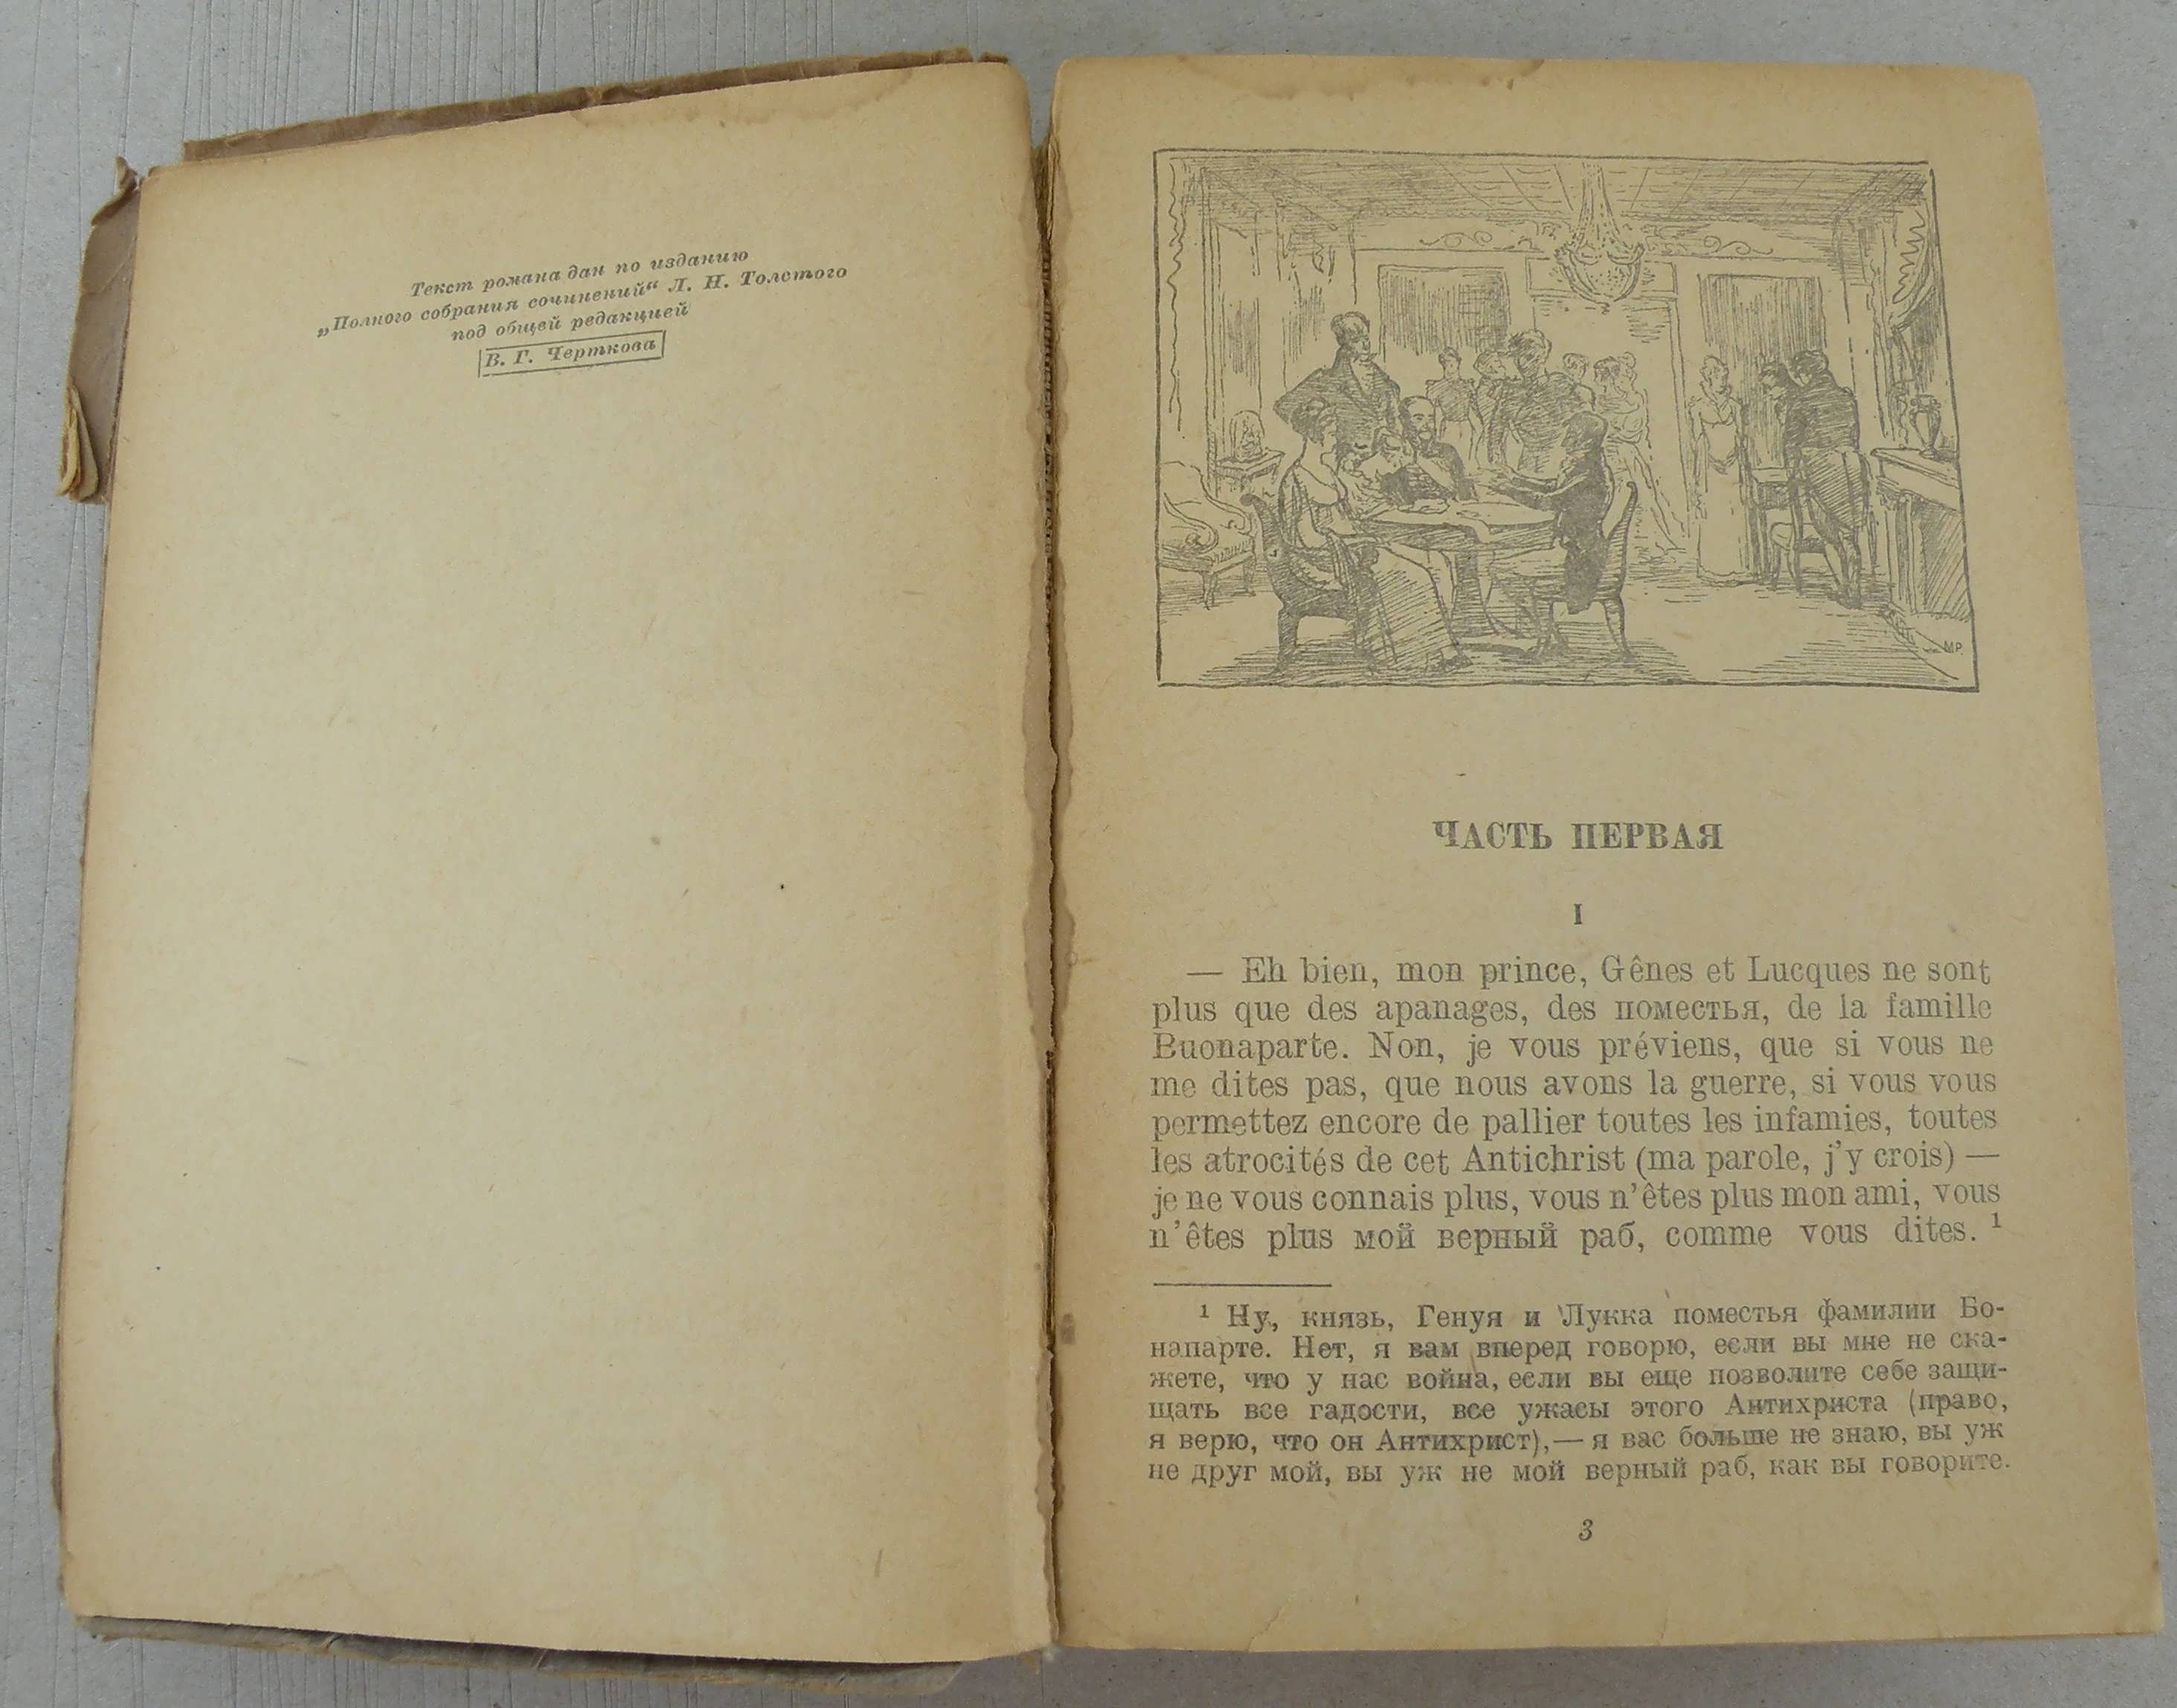 Текст романа дан по изданию
„Полного собрания сочинений“ Л. Н. Толстого
под общей редакцией
В. Г. Черткова
МР.
ЧАСТЬ ПЕРВАЯ
I
— Eh bien, mon prince, Gênes et Lucques ne sont
plus que des apanages, des поместья, de la famille
Buonaparte. Non, je vous préviens, que si vous ne
me dites pas, que nous avons la guerre, si vous vous
permettez encore de pallier toutes les infamies, toutes
les atrocités de cet Antichrist (ma parole, j’y crois) —
je ne vous connais plus, vous n’êtes plus mon ami, vous
n’êtes plus мой верный раб, comme vous dites. ¹
¹ Ну, князь, Генуя и Лукка поместья фамилии Бо-
напарте. Нет, я вам вперед говорю, если вы мне не ска-
жете, что у нас война, если вы еще позволите себе защи-
щать все гадости, все ужасы этого Антихриста (право,
я верю, что он Антихрист),— я вас больше не знаю, вы уж
не друг мой, вы уж не мой верный раб, как вы говорите.
3